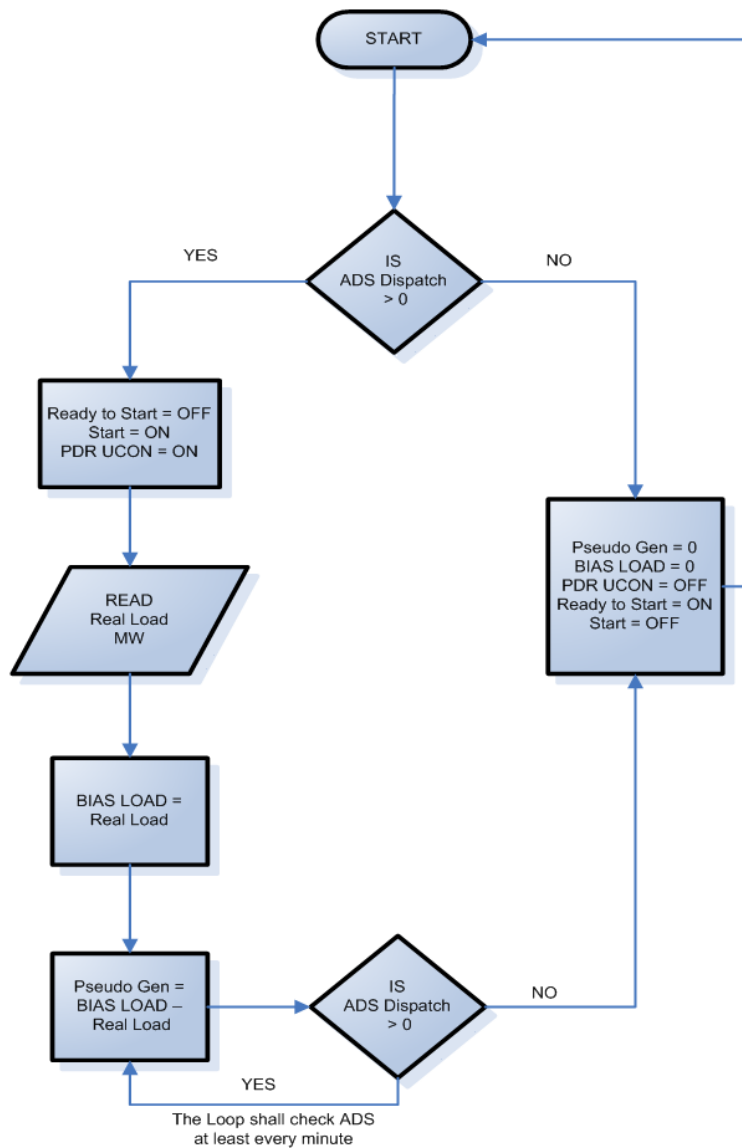 START
IS
ADS Dispatch
> 0
YES
NO
Ready to Start = OFF
Start = ON
PDR UCON = ON
READ
Real Load
MW
BIAS LOAD =
Real Load
Pseudo Gen =
BIAS LOAD –
Real Load
IS
ADS Dispatch
> 0
YES
The Loop shall check ADS
at least every minute
NO
Pseudo Gen = 0
BIAS LOAD = 0
PDR UCON = OFF
Ready to Start = ON
Start = OFF